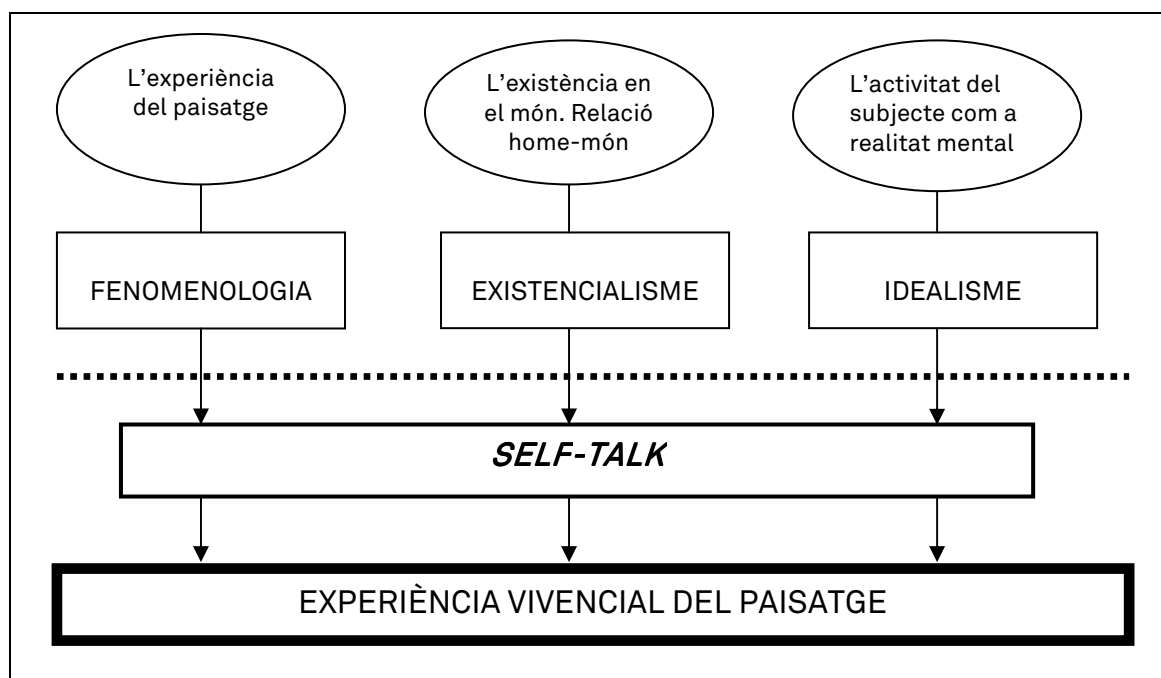 L’experiència
del paisatge
L’existència en
el món. Relació
home-món
L’activitat del
subjecte com a
realitat mental
FENOMENOLOGIA
EXISTENCIALISME
IDEALISME
SELF-TALK
EXPERIÈNCIA VIVENCIAL DEL PAISATGE